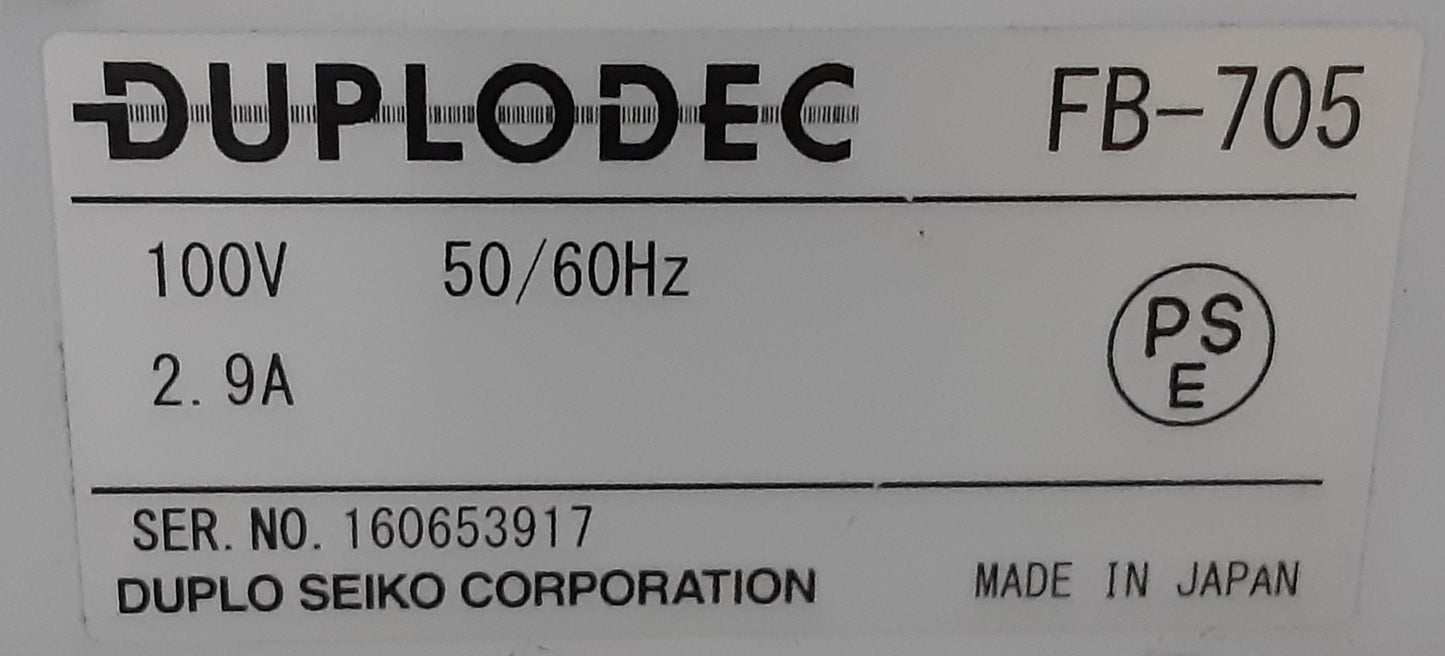 DUPLODEC FB-705
100V 50/60Hz
2.9A
PS
E
SER. NO. 160653917
DUPLO SEIKO CORPORATION MADE IN JAPAN